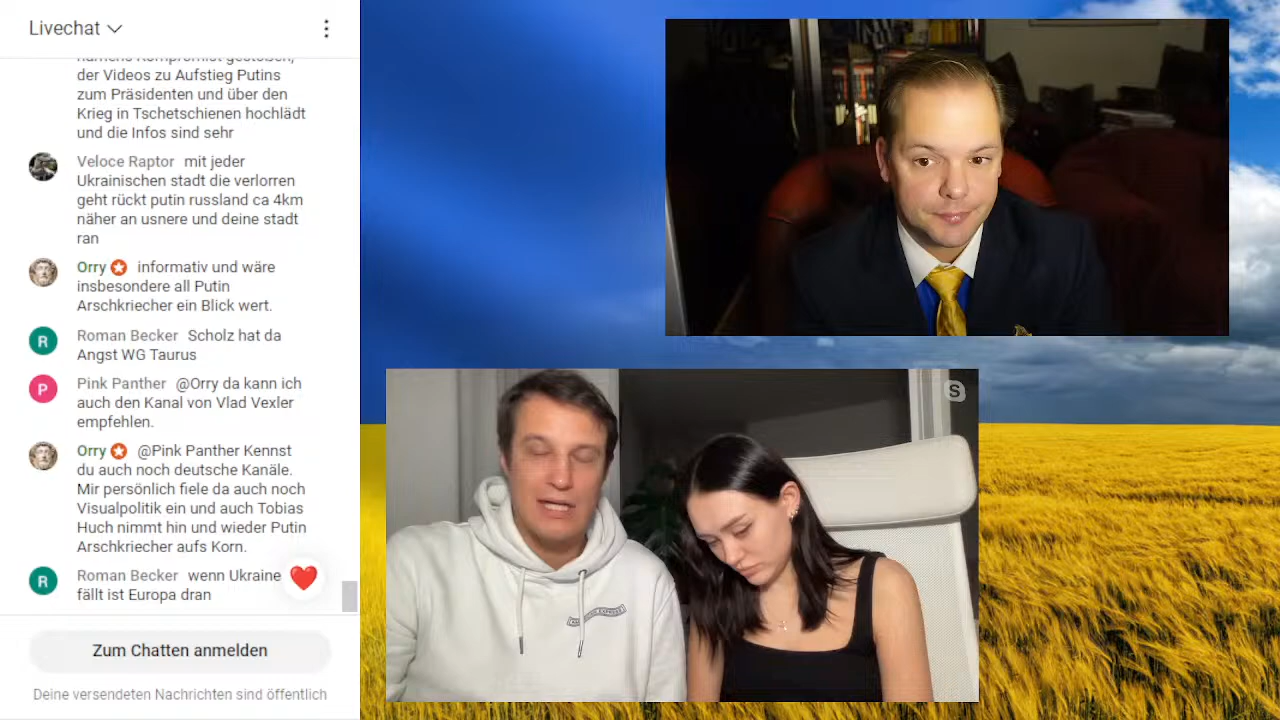 Livechat
namens Kompromist gestoßen,
der Videos zu Aufstieg Putins
zum Präsidenten und über den
Krieg in Tschetschienen hochlädt
und die Infos sind sehr
Veloce Raptor mit jeder
Ukrainischen stadt die verlorren
geht rückt putin russland ca 4km
näher an usnere und deine stadt
ran
Orry informativ und wäre
insbesondere all Putin
Arschkriecher ein Blick wert.
R Roman Becker Scholz hat da
Angst WG Taurus
P Pink Panther @Orry da kann ich
auch den Kanal von Vlad Vexler
empfehlen.
Orry @Pink Panther Kennst
du auch noch deutsche Kanäle.
Mir persönlich fiele da auch noch
Visualpolitik ein und auch Tobias
Huch nimmt hin und wieder Putin
Arschkriecher aufs Korn.
R Roman Becker wenn Ukraine
fällt ist Europa dran
Zum Chatten anmelden
Deine versendeten Nachrichten sind öffentlich
S